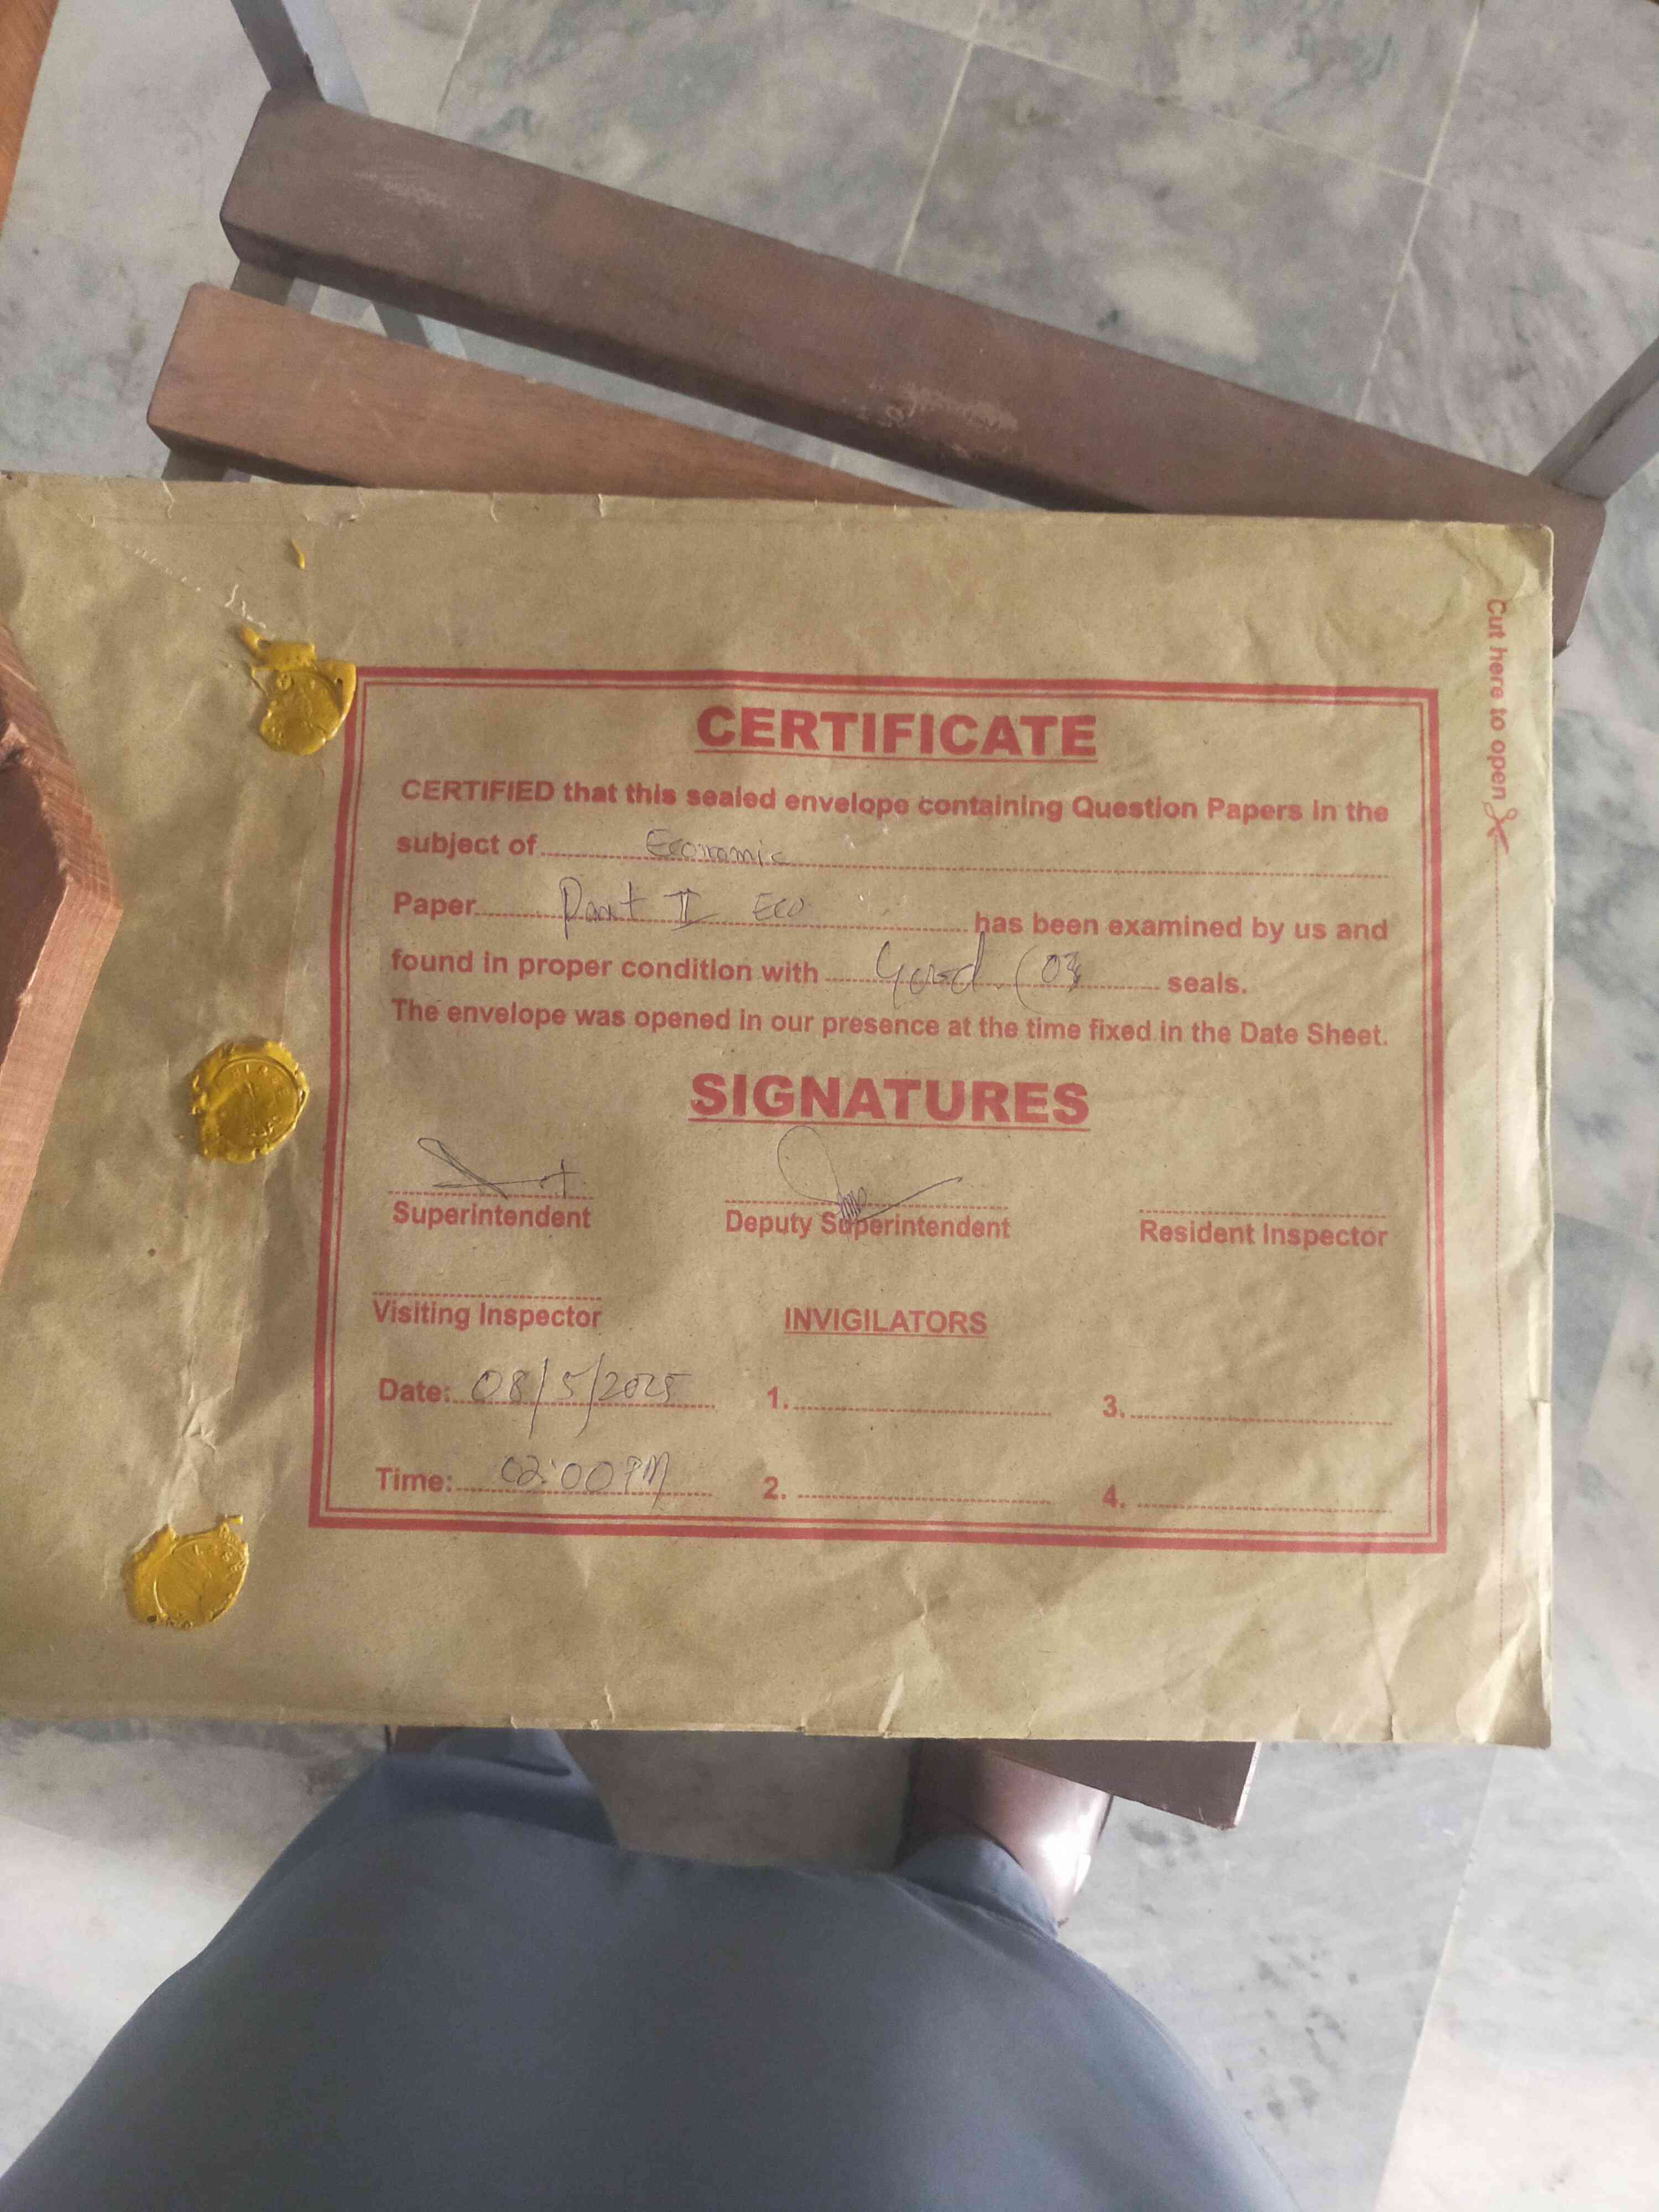 CERTIFICATE
CERTIFIED that this sealed envelope containing Question Papers in the
subject of Economic
Paper Part II Eco has been examined by us and
found in proper condition with Good (03 seals.
The envelope was opened in our presence at the time fixed in the Date Sheet.
SIGNATURES
Superintendent
Deputy Superintendent
Resident Inspector
Visiting Inspector
INVIGILATORS
Date: 08/5/2025
1.
3.
Time: 02:00 PM
2.
4.
Cut here to open